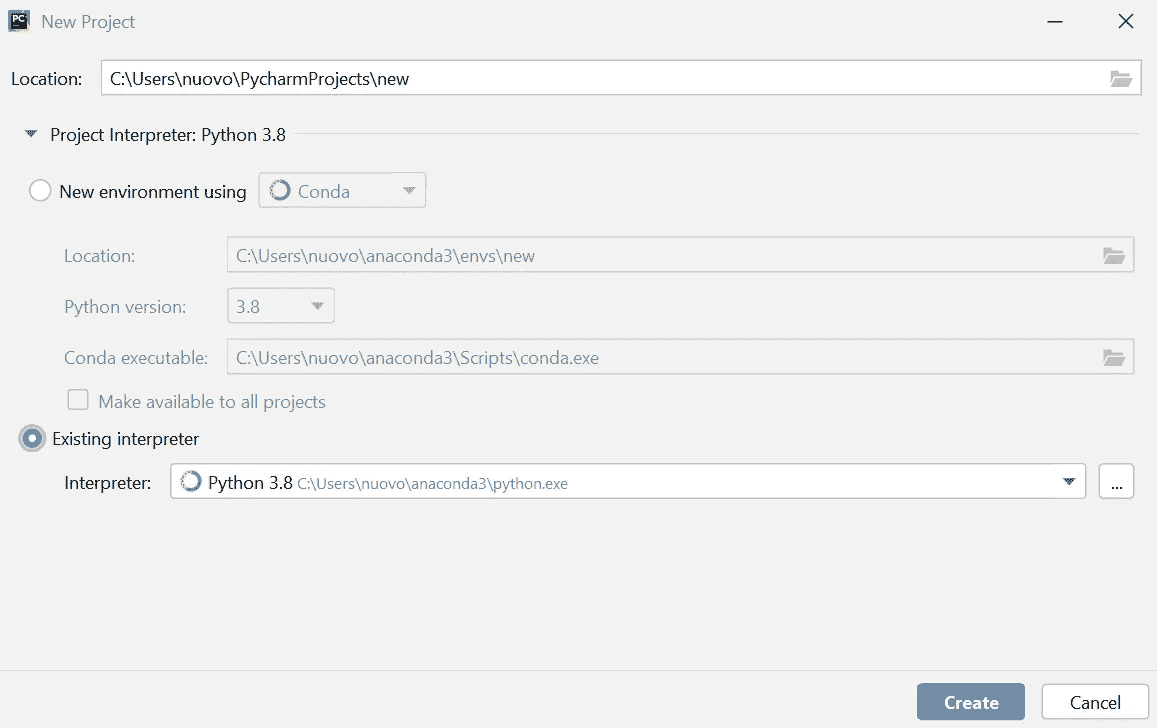 PC New Project
Location: C:\Users\nuovo\PycharmProjects\new
Project Interpreter: Python 3.8
New environment using Conda
Location: C:\Users\nuovo\anaconda3\envs\new
Python version: 3.8
Conda executable: C:\Users\nuovo\anaconda3\Scripts\conda.exe
Make available to all projects
Existing interpreter
Interpreter: Python 3.8 C:\Users\nuovo\anaconda3\python.exe ...
Create Cancel